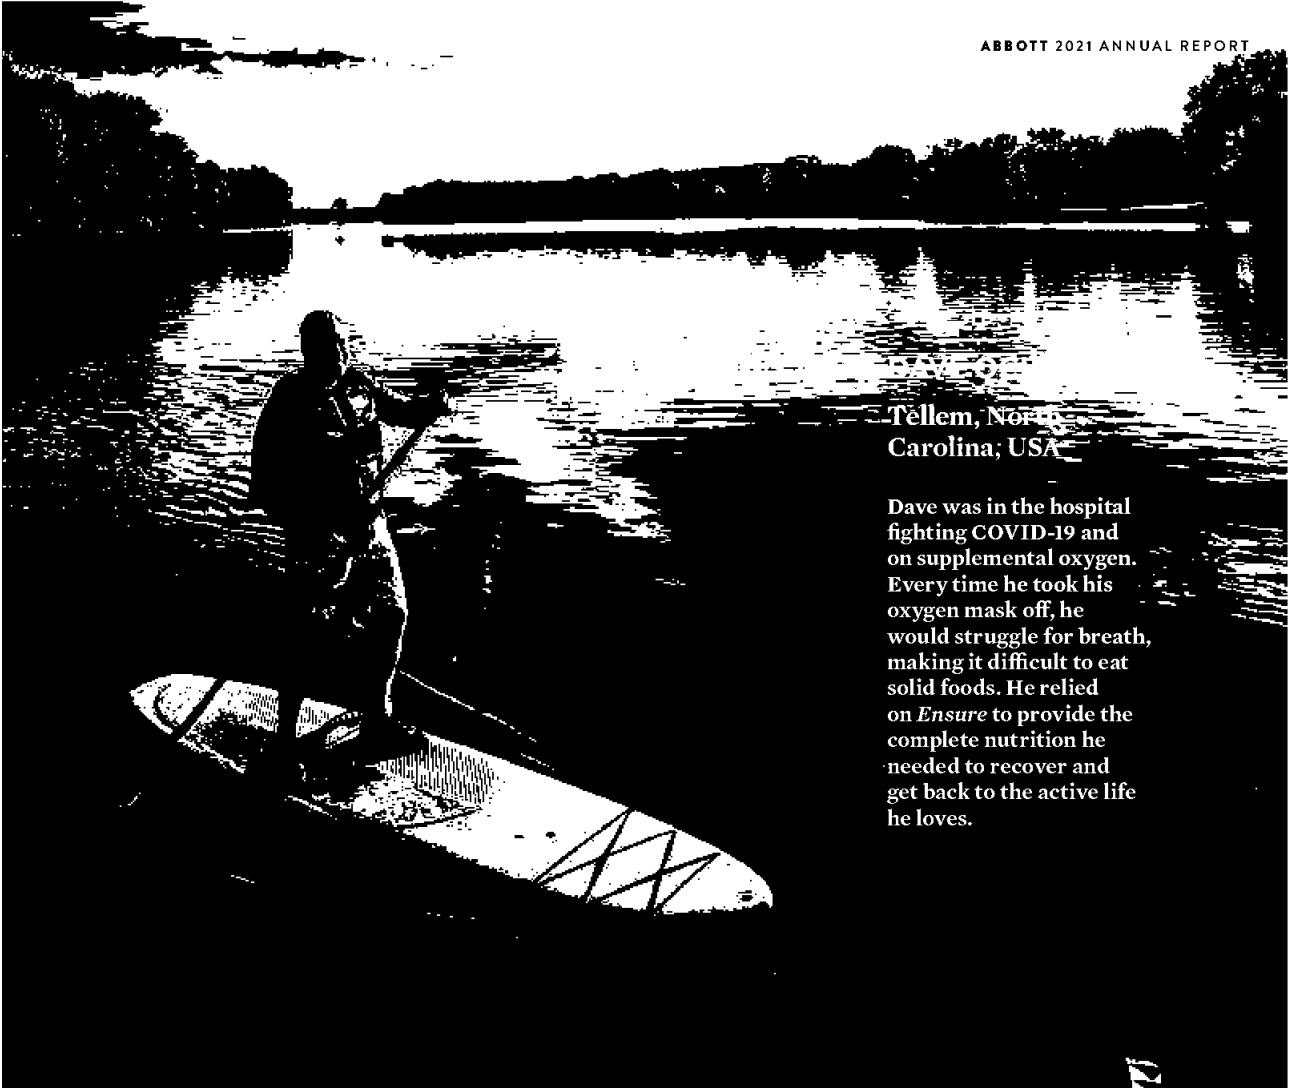 ABBOTT 2021 ANNUAL REPORT
Tellem, North
Carolina; USA
Dave was in the hospital
fighting COVID-19 and
on supplemental oxygen.
Every time he took his
oxygen mask off, he
would struggle for breath,
making it difficult to eat
solid foods. He relied
on Ensure to provide the
complete nutrition he
needed to recover and
get back to the active life
he loves.